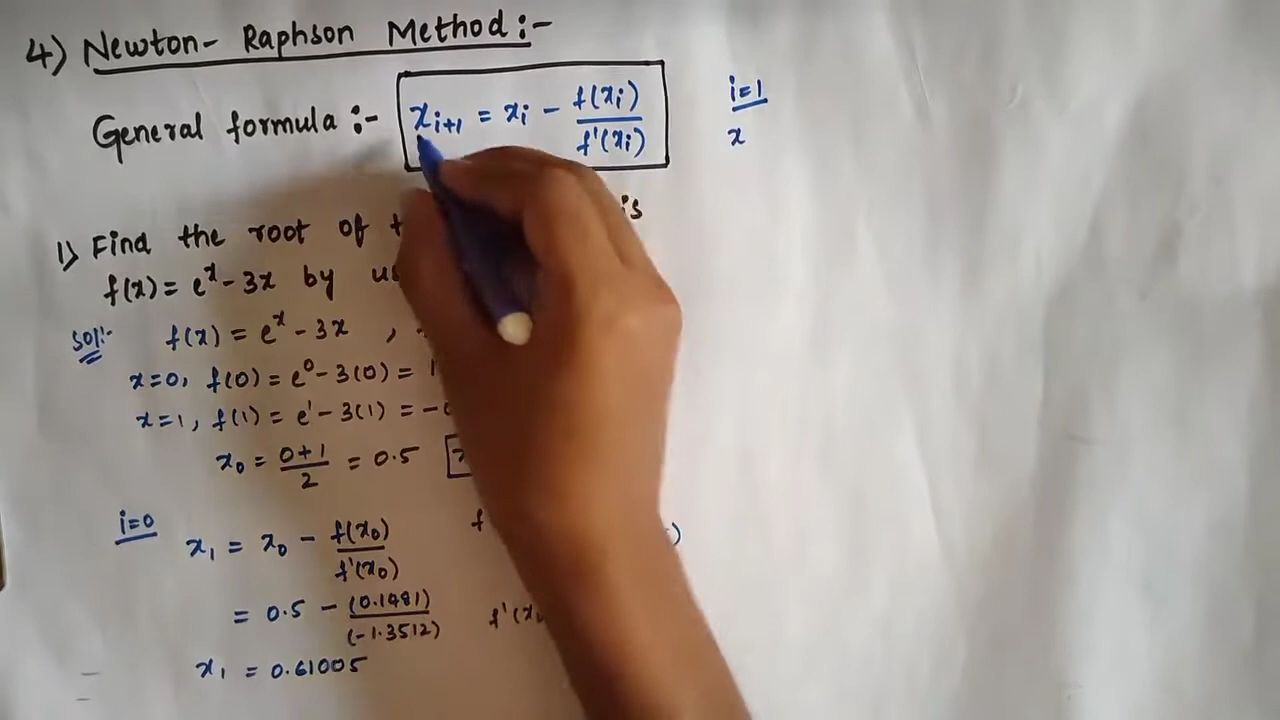 4) Newton- Raphson Method :-
General formula :- x_{i+1} = x_i - f(x_i)/f'(x_i)
i=1
x
1) Find the root of
f(x) = e^x - 3x by
Sol:- f(x) = e^x - 3x ,
x=0, f(0) = e^0 - 3(0) = 1
x=1, f(1) = e^1 - 3(1) = -
x_0 = (0+1)/2 = 0.5
i=0 x_1 = x_0 - f(x_0)/f'(x_0)
= 0.5 - (0.1481)/(-1.3512)
x_1 = 0.61005